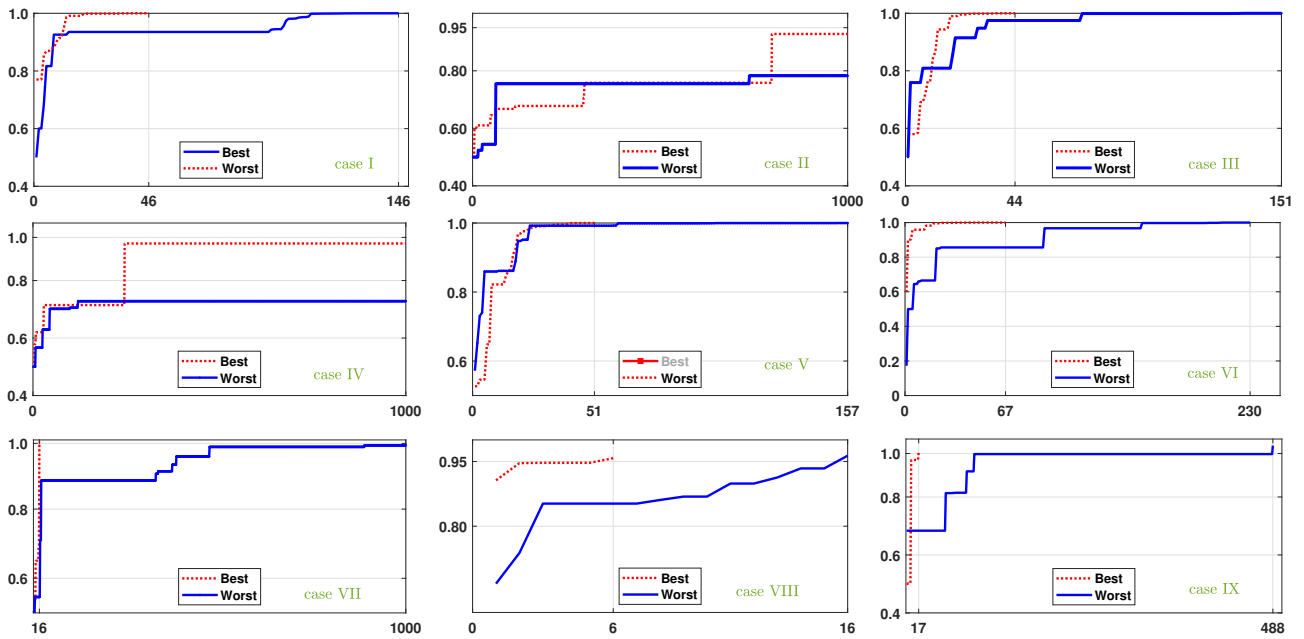 1.0
0.8
0.6
0.4
0
46
146
Best
Worst
case I
0.95
0.80
0.60
0.40
0
1000
Best
Worst
case II
1.0
0.8
0.6
0.4
0
44
151
Best
Worst
case III
1.0
0.8
0.6
0.4
0
1000
Best
Worst
case IV
1.0
0.8
0.6
0
51
157
Best
Worst
case V
1.0
0.8
0.6
0.4
0.2
0
0
67
230
Best
Worst
case VI
1.0
0.8
0.6
16
1000
Best
Worst
case VII
0.95
0.80
0
6
16
Best
Worst
case VIII
1.0
0.8
0.6
0.4
17
488
Best
Worst
case IX